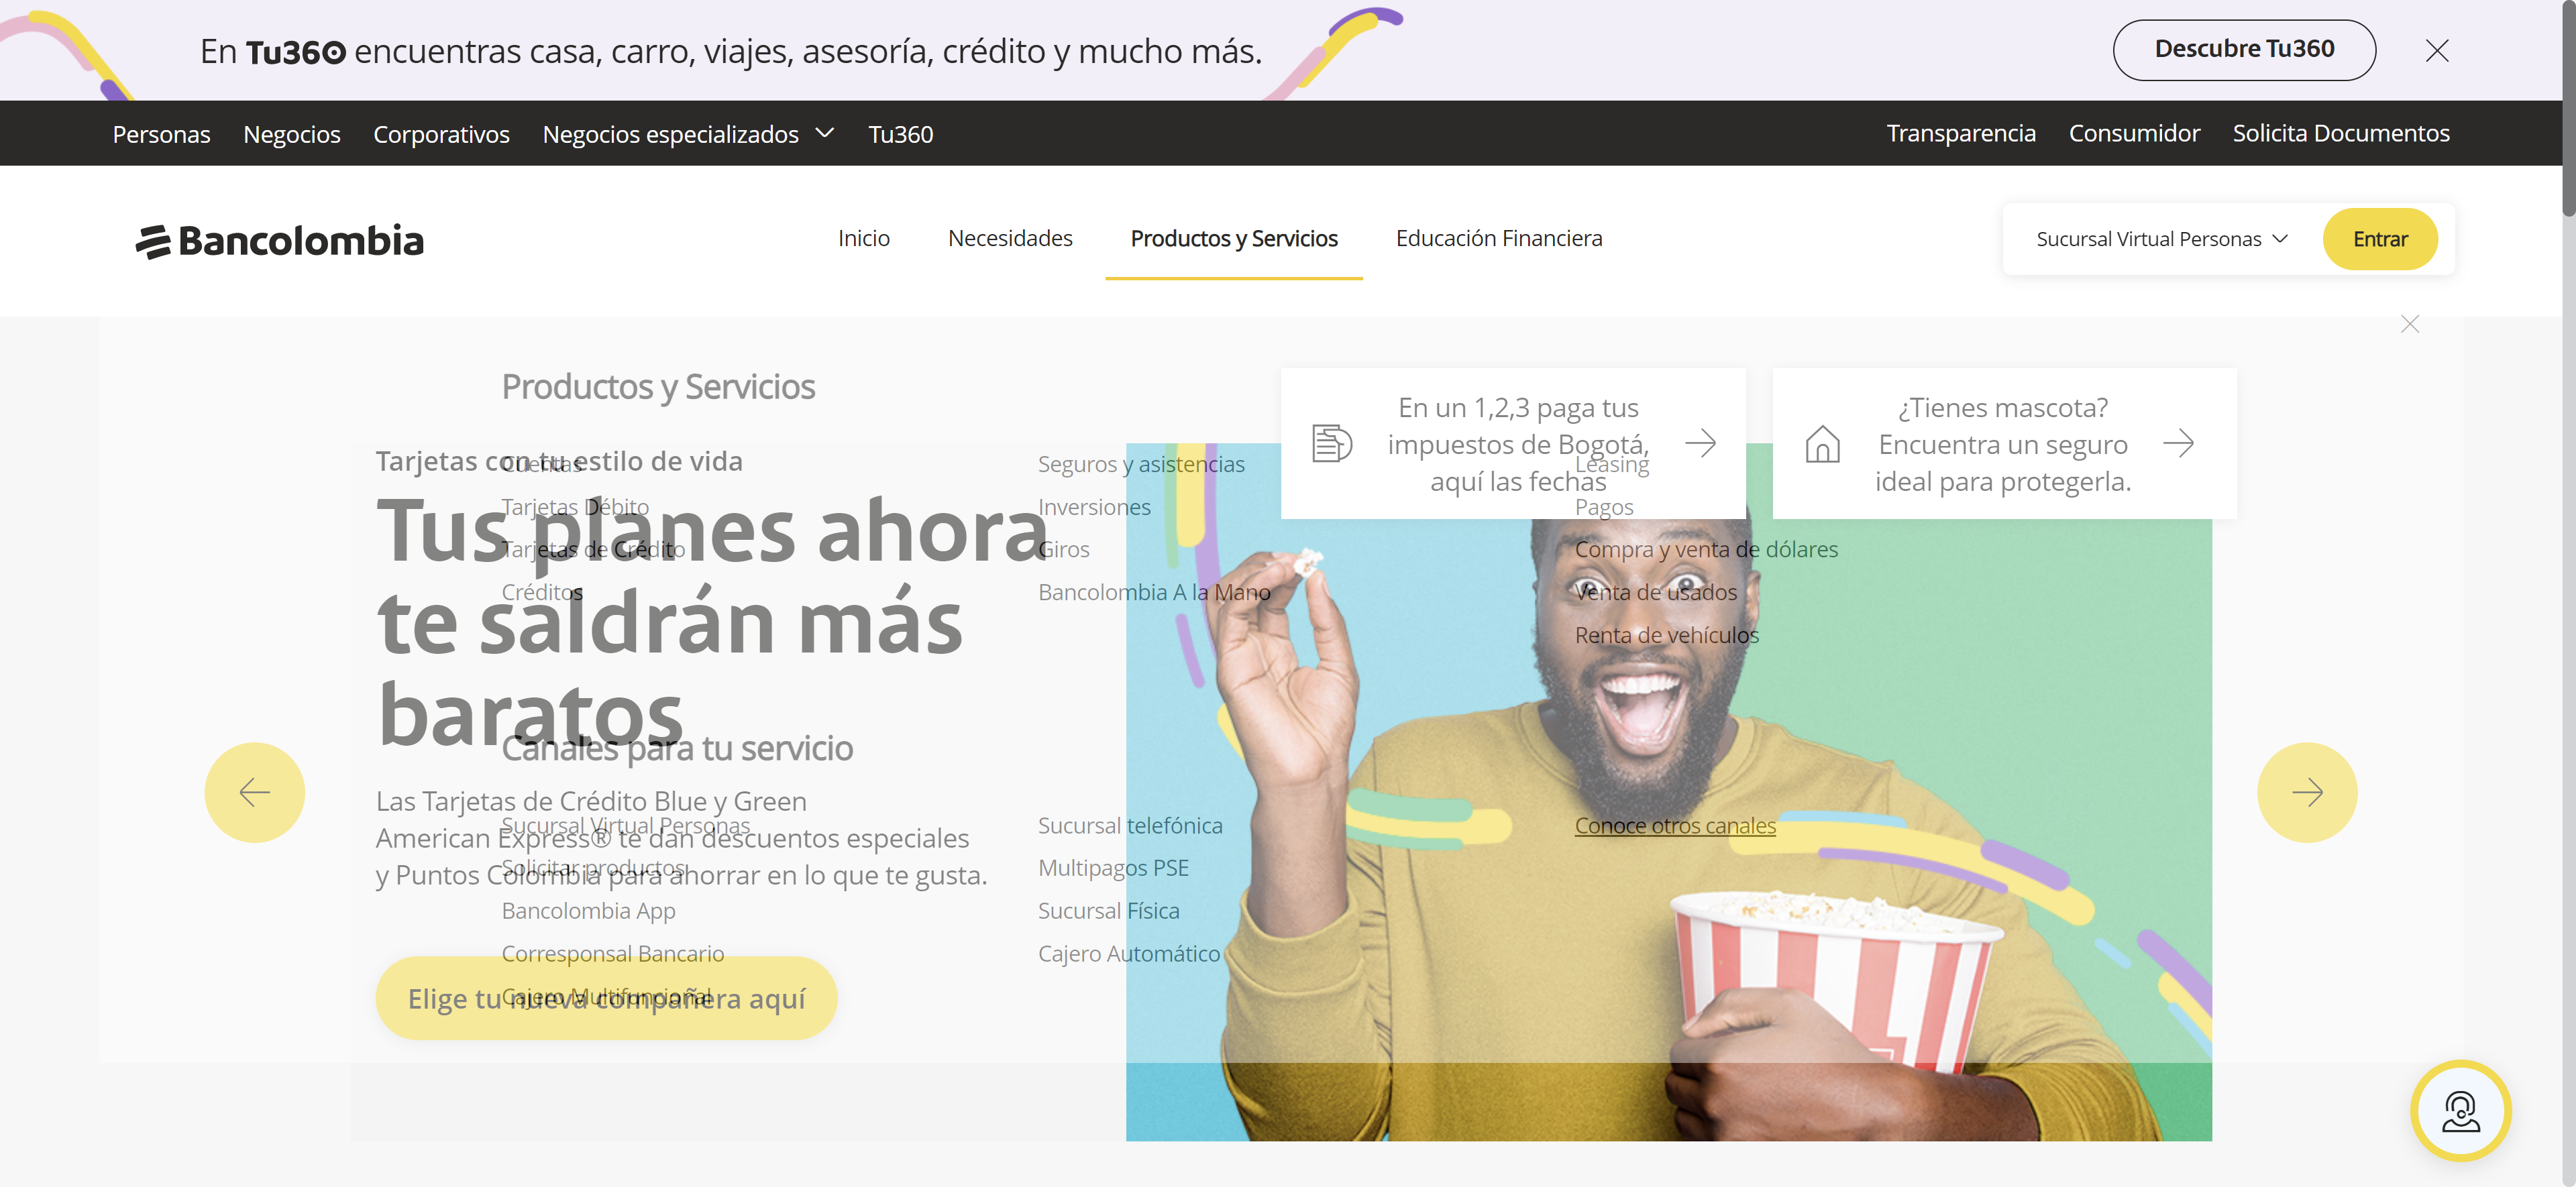 En Tu360 encuentras casa, carro, viajes, asesoría, crédito y mucho más.
Descubre Tu360
Personas Negocios Corporativos Negocios especializados Tu360
Transparencia Consumidor Solicita Documentos
Bancolombia
Inicio Necesidades Productos y Servicios Educación Financiera
Sucursal Virtual Personas
Entrar
Productos y Servicios
En un 1,2,3 paga tus
impuestos de Bogotá,
aquí las fechas
¿Tienes mascota?
Encuentra un seguro
ideal para protegerla.
Cuentas
Tarjetas Débito
Tarjetas de Crédito
Créditos
Seguros y asistencias
Inversiones
Giros
Bancolombia A la Mano
Leasing
Pagos
Compra y venta de dólares
Venta de usados
Renta de vehículos
Tarjetas con tu estilo de vida
Tus planes ahora
te saldrán más
baratos
Las Tarjetas de Crédito Blue y Green
American Express® te dan descuentos especiales
y Puntos Colombia para ahorrar en lo que te gusta.
Elige tu nueva compañera aquí
Canales para tu servicio
Sucursal Virtual Personas
Solicitar productos
Bancolombia App
Corresponsal Bancario
Cajero Multifuncional
Sucursal telefónica
Multipagos PSE
Sucursal Física
Cajero Automático
Conoce otros canales